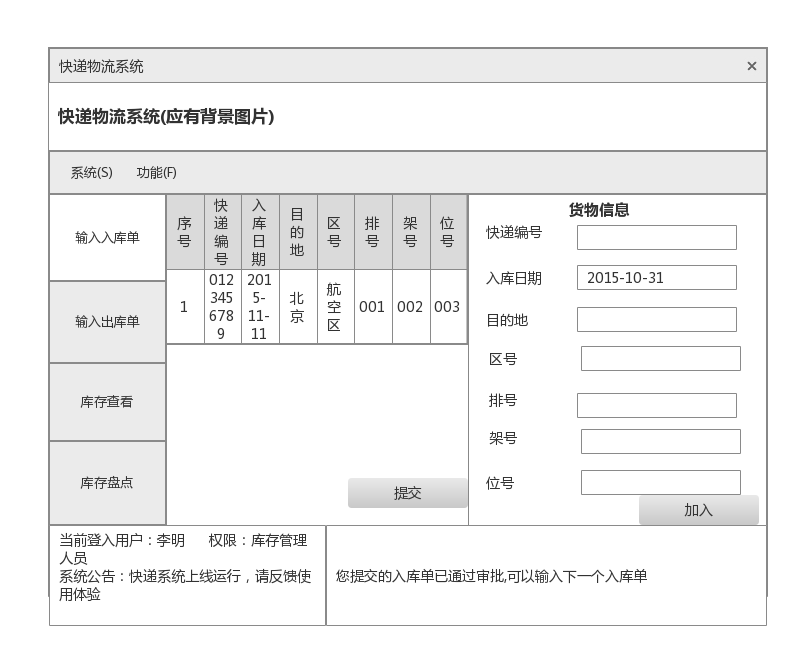 快递物流系统
×
快递物流系统(应有背景图片)
系统(S) 功能(F)
输入入库单
输入出库单
库存查看
库存盘点
序号 快递编号 入库日期 目的地 区号 排号 架号 位号
1 0123456789 2015-11-11 北京 航空区 001 002 003
提交
货物信息
快递编号
入库日期 2015-10-31
目的地
区号
排号
架号
位号
加入
当前登入用户：李明 权限：库存管理
人员
系统公告：快递系统上线运行，请反馈使
用体验
您提交的入库单已通过审批,可以输入下一个入库单